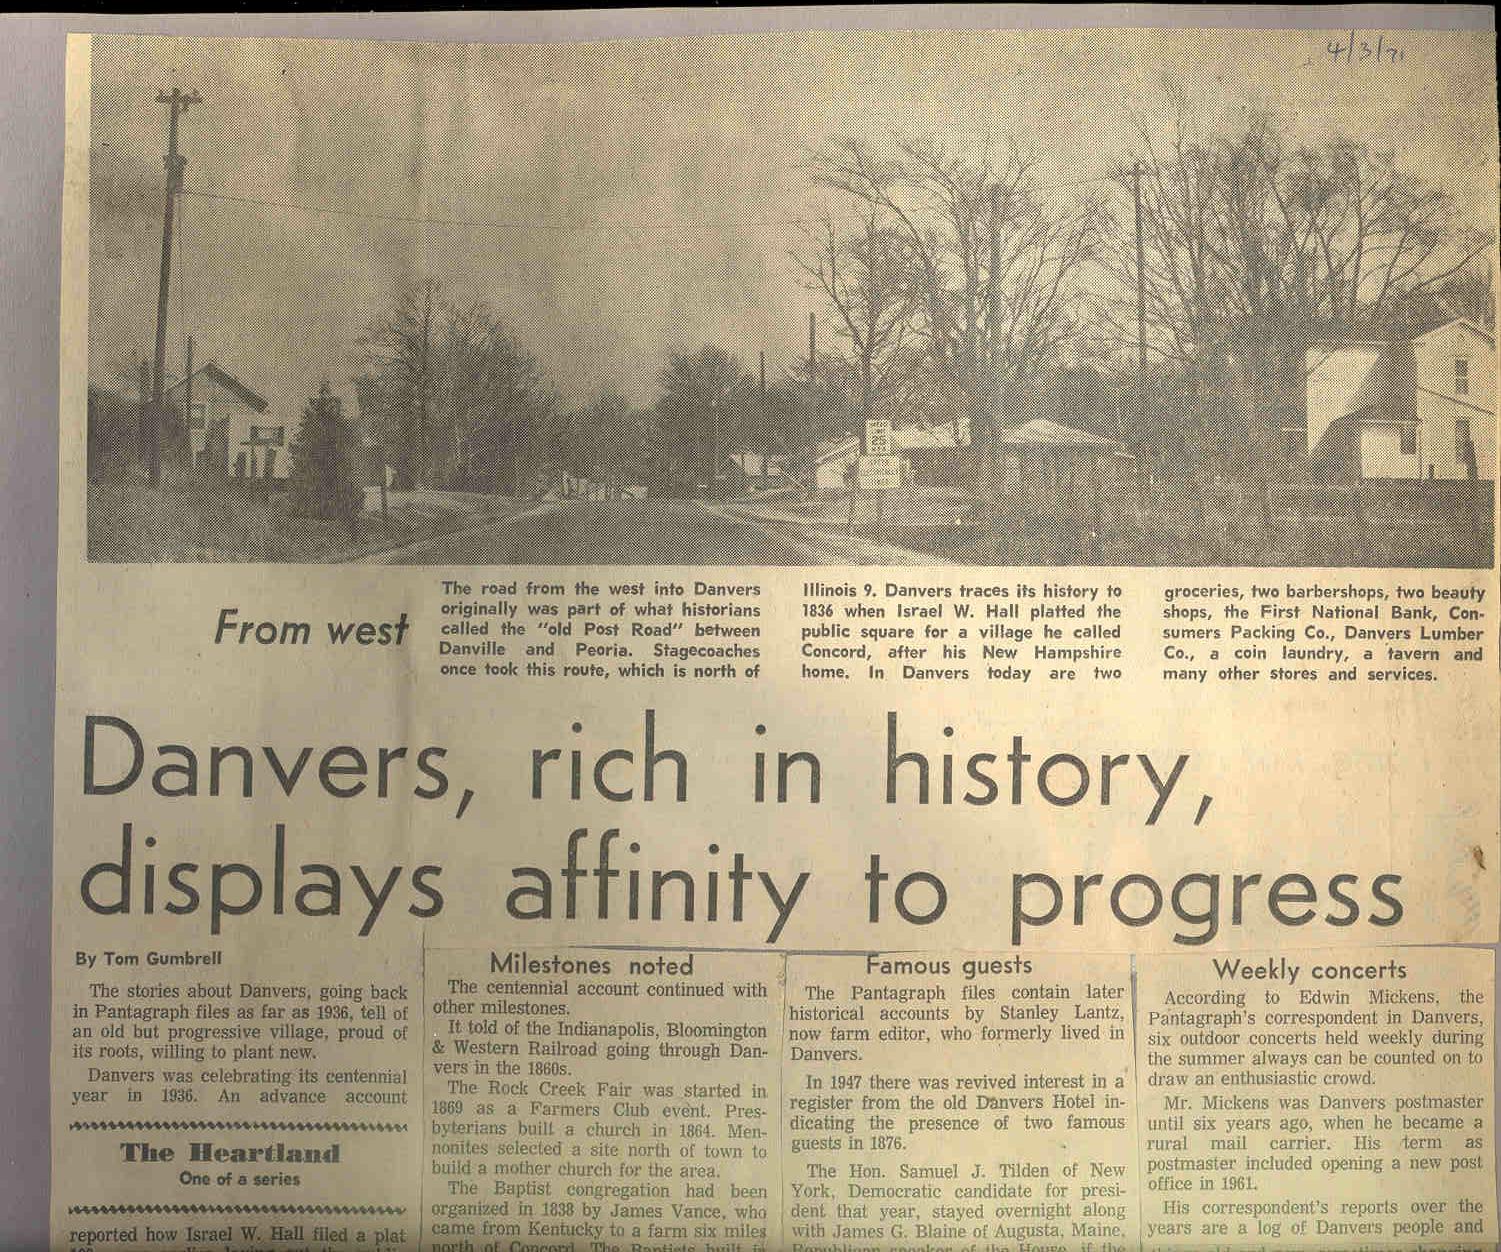 4/3/71
From west
The road from the west into Danvers
originally was part of what historians
called the "old Post Road" between
Danville and Peoria. Stagecoaches
once took this route, which is north of
Illinois 9. Danvers traces its history to
1836 when Israel W. Hall platted the
public square for a village he called
Concord, after his New Hampshire
home. In Danvers today are two
groceries, two barbershops, two beauty
shops, the First National Bank, Con-
sumers Packing Co., Danvers Lumber
Co., a coin laundry, a tavern and
many other stores and services.
Danvers, rich in history,
displays affinity to progress
By Tom Gumbrell
The stories about Danvers, going back
in Pantagraph files as far as 1936, tell of
an old but progressive village, proud of
its roots, willing to plant new.
Danvers was celebrating its centennial
year in 1936. An advance account
The Heartland
One of a series
reported how Israel W. Hall filed a plat
Milestones noted
The centennial account continued with
other milestones.
It told of the Indianapolis, Bloomington
& Western Railroad going through Dan-
vers in the 1860s.
The Rock Creek Fair was started in
1869 as a Farmers Club event. Pres-
byterians built a church in 1864. Men-
nonites selected a site north of town to
build a mother church for the area.
The Baptist congregation had been
organized in 1838 by James Vance, who
came from Kentucky to a farm six miles
north of Concord. The Baptists built in
Famous guests
The Pantagraph files contain later
historical accounts by Stanley Lantz,
now farm editor, who formerly lived in
Danvers.
In 1947 there was revived interest in a
register from the old Danvers Hotel in-
dicating the presence of two famous
guests in 1876.
The Hon. Samuel J. Tilden of New
York, Democratic candidate for presi-
dent that year, stayed overnight along
with James G. Blaine of Augusta, Maine,
Republican speaker of the House, if the
Weekly concerts
According to Edwin Mickens, the
Pantagraph's correspondent in Danvers,
six outdoor concerts held weekly during
the summer always can be counted on to
draw an enthusiastic crowd.
Mr. Mickens was Danvers postmaster
until six years ago, when he became a
rural mail carrier. His term as
postmaster included opening a new post
office in 1961.
His correspondent's reports over the
years are a log of Danvers people and